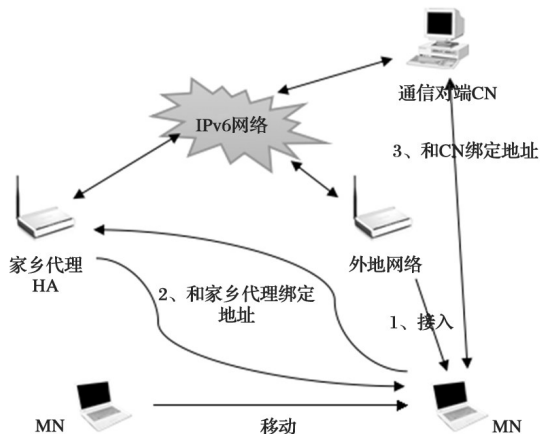 通信对端CN
IPv6网络
3、和CN绑定地址
家乡代理
HA
外地网络
2、和家乡代理绑定
地址
1、接入
MN
移动
MN